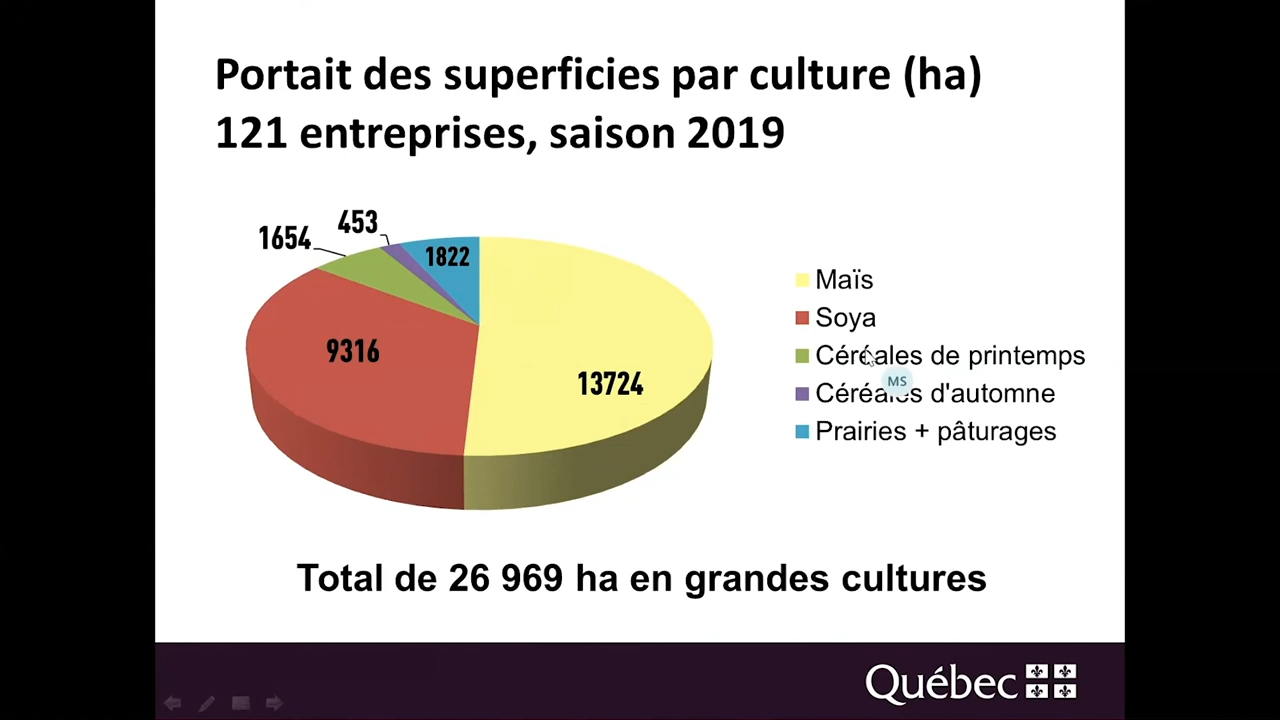 Portait des superficies par culture (ha)
121 entreprises, saison 2019
1654
453
1822
9316
13724
Maïs
Soya
Céréales de printemps
MS
Céréales d'automne
Prairies + pâturages
Total de 26 969 ha en grandes cultures
Québec